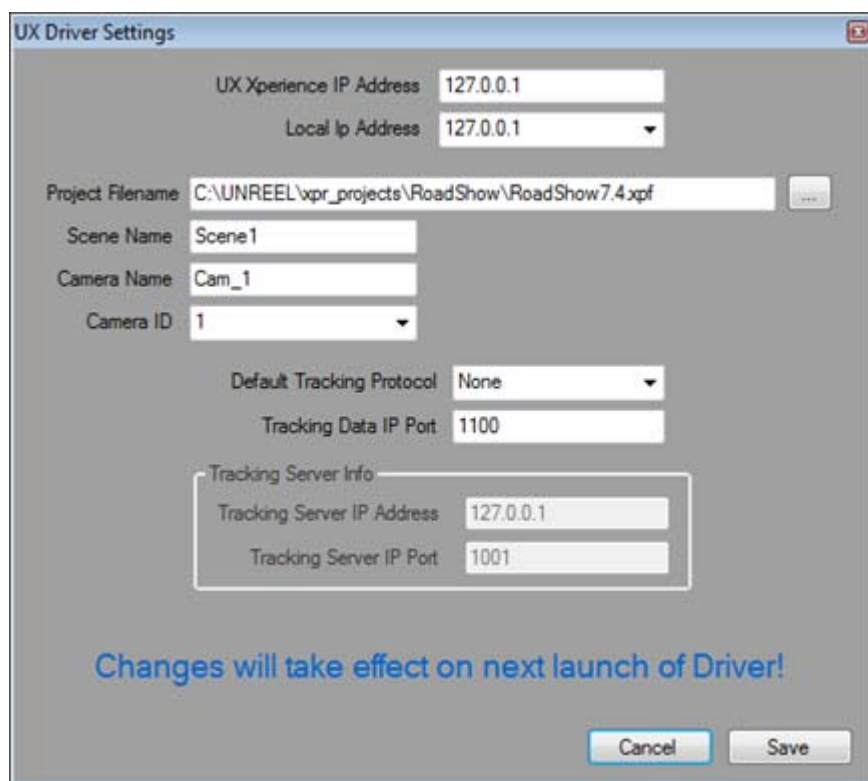 UX Driver Settings
UX Xperience IP Address 127.0.0.1
Local Ip Address 127.0.0.1
Project Filename C:\UNREEL\xpr_projects\RoadShow\RoadShow7.4.xpf ...
Scene Name Scene1
Camera Name Cam_1
Camera ID 1
Default Tracking Protocol None
Tracking Data IP Port 1100
Tracking Server Info
Tracking Server IP Address 127.0.0.1
Tracking Server IP Port 1001
Changes will take effect on next launch of Driver!
Cancel Save